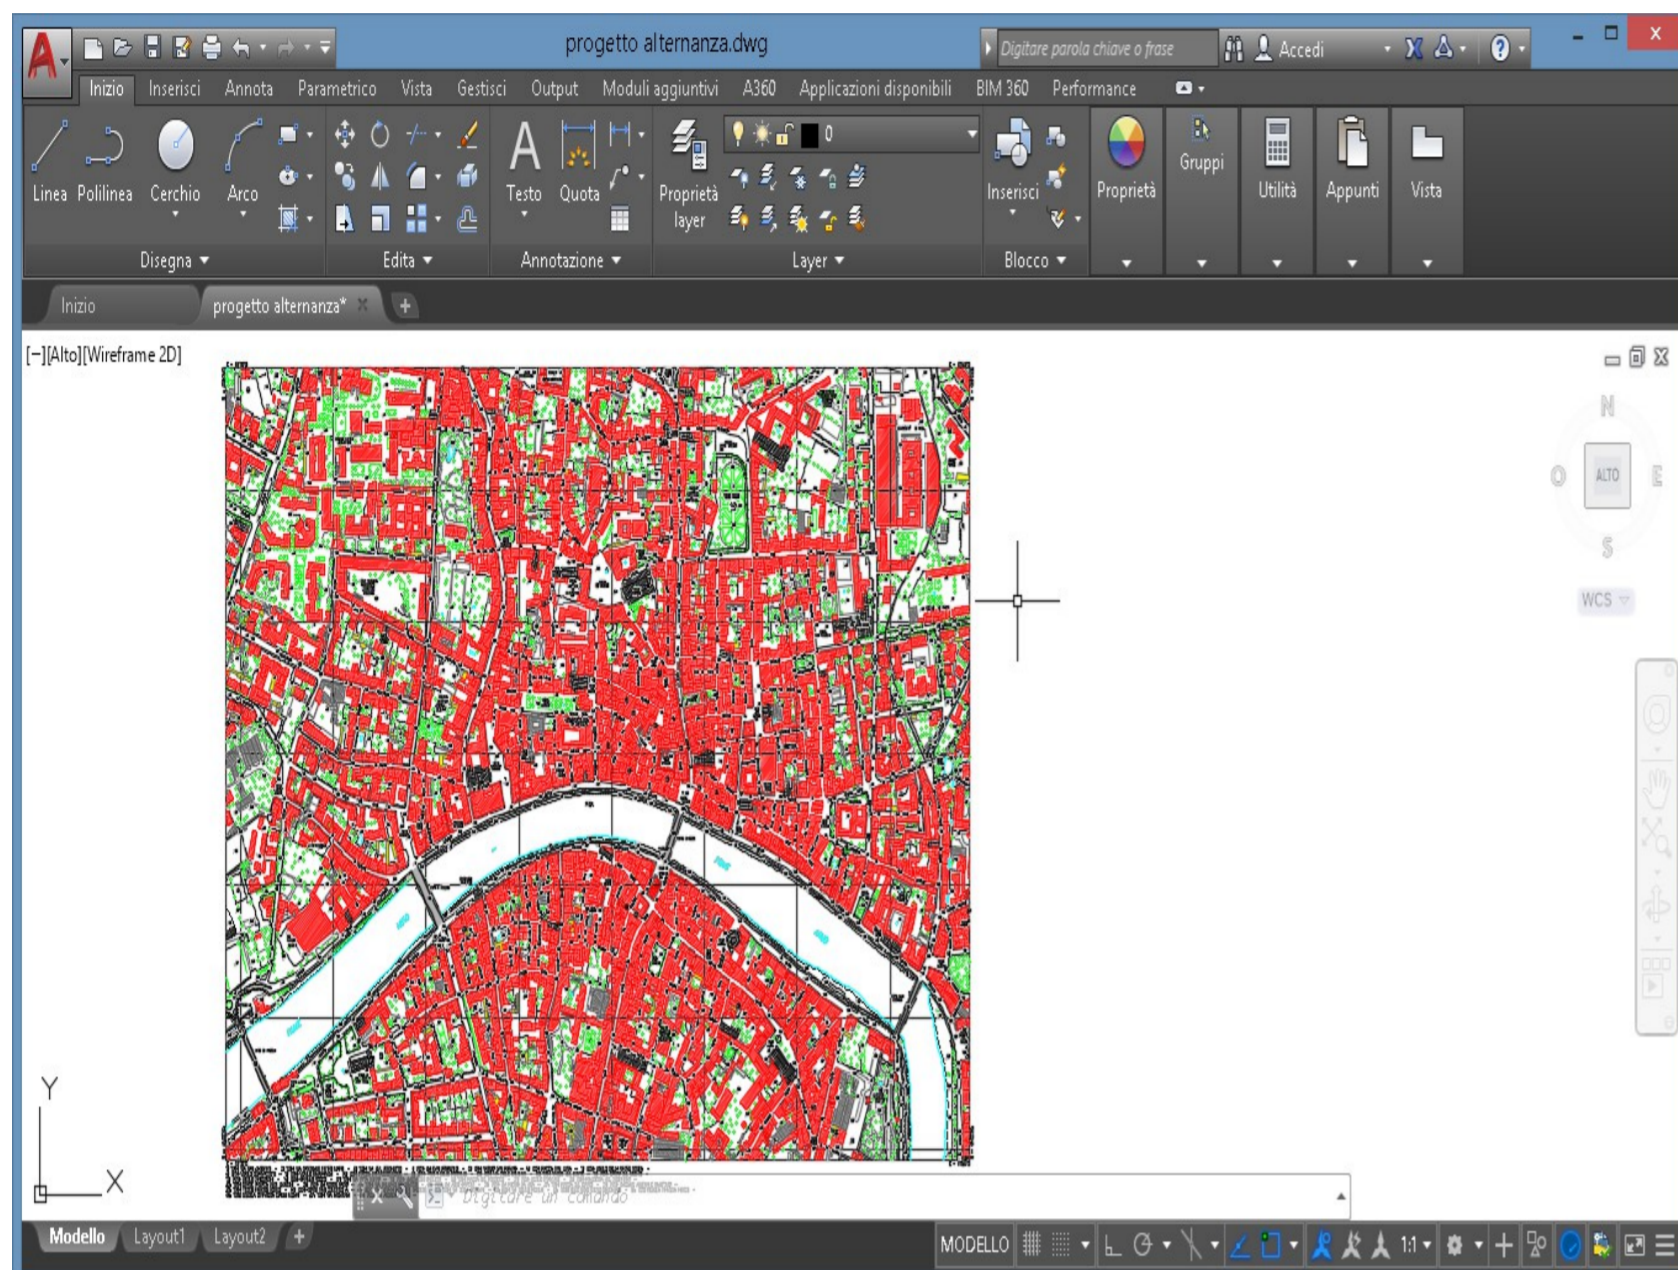 progetto alternanza.dwg
Digitare parola chiave o frase
Accedi
Inizio Inserisci Annota Parametrico Vista Gestisci Output Moduli aggiuntivi A360 Applicazioni disponibili BIM 360 Performance
0
Linea Polilinea Cerchio Arco
Testo Quota
Proprietà layer
Inserisci
Proprietà
Gruppi
Utilità
Appunti
Vista
Disegna Edita Annotazione Layer Blocco
Inizio progetto alternanza* +
[−][Alto][Wireframe 2D]
N
O ALTO E
S
WCS
Y
X
Digitare un comando
Modello Layout1 Layout2 +
MODELLO 1:1